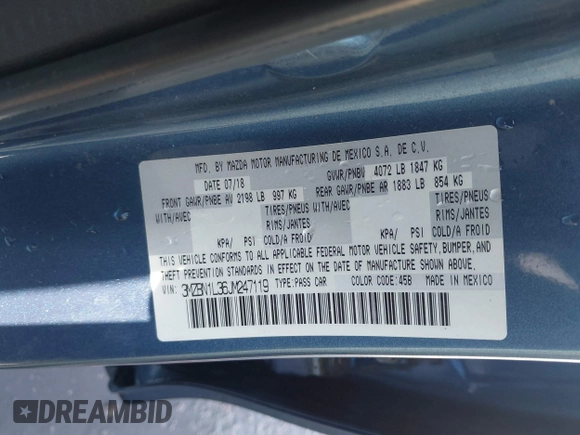 MFD. BY MAZDA MOTOR MANUFACTURING DE MEXICO S.A. DE C.V.
DATE 07/18 GVWR/PNBV 4072 LB 1847 KG
FRONT GAWR/PNBE AV 2198 LB 997 KG REAR GAWR/PNBE AR 1883 LB 854 KG
WITH/AVEC TIRES/PNEUS WITH/AVEC TIRES/PNEUS
RIMS/JANTES RIMS/JANTES
KPA/ PSI COLD/A FROID KPA/ PSI COLD/A FROID
THIS VEHICLE CONFORMS TO ALL APPLICABLE FEDERAL MOTOR VEHICLE SAFETY, BUMPER, AND
THEFT PREVENTION STANDARDS IN EFFECT ON THE DATE OF MANUFACTURE SHOWN ABOVE.
VIN: 3MZBN1L36JM247119 TYPE:PASS CAR COLOR CODE:45B MADE IN MEXICO
DREAMBID